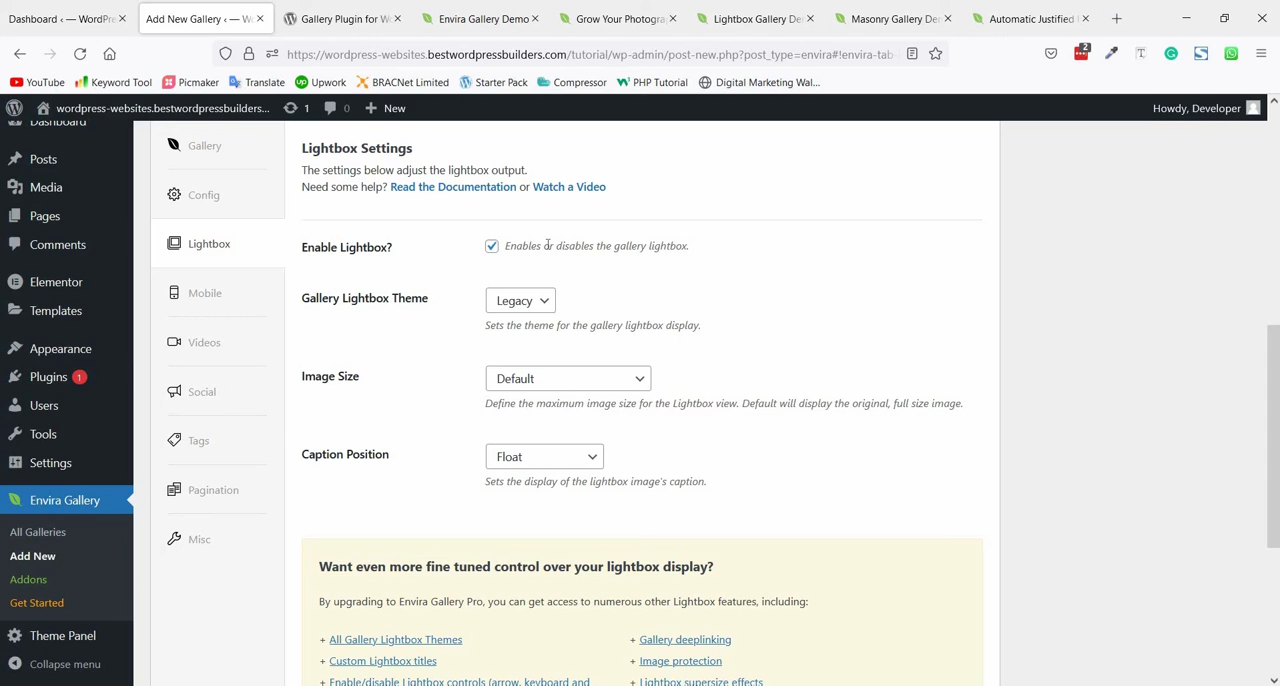 Dashboard ‹ — WordPress
Add New Gallery ‹ — Wo
Gallery Plugin for W
Envira Gallery Demo
Grow Your Photogra
Lightbox Gallery De
Masonry Gallery De
Automatic Justified
https://wordpress-websites.bestwordpressbuilders.com/tutorial/wp-admin/post-new.php?post_type=envira#!envira-tab
2
YouTube
Keyword Tool
Picmaker
Translate
Upwork
BRACNet Limited
Starter Pack
Compressor
PHP Tutorial
Digital Marketing Wal...
wordpress-websites.bestwordpressbuilders...
1
0
New
Howdy, Developer
Dashboard
Posts
Media
Pages
Comments
Elementor
Templates
Appearance
Plugins 1
Users
Tools
Settings
Envira Gallery
All Galleries
Add New
Addons
Get Started
Theme Panel
Collapse menu
Gallery
Config
Lightbox
Mobile
Videos
Social
Tags
Pagination
Misc
Lightbox Settings
The settings below adjust the lightbox output.
Need some help? Read the Documentation or Watch a Video
Enable Lightbox?
Enables or disables the gallery lightbox.
Gallery Lightbox Theme
Legacy
Sets the theme for the gallery lightbox display.
Image Size
Default
Define the maximum image size for the Lightbox view. Default will display the original, full size image.
Caption Position
Float
Sets the display of the lightbox image's caption.
Want even more fine tuned control over your lightbox display?
By upgrading to Envira Gallery Pro, you can get access to numerous other Lightbox features, including:
+ All Gallery Lightbox Themes
+ Gallery deeplinking
+ Custom Lightbox titles
+ Image protection
+ Enable/disable Lightbox controls (arrow, keyboard and
+ Lightbox supersize effects